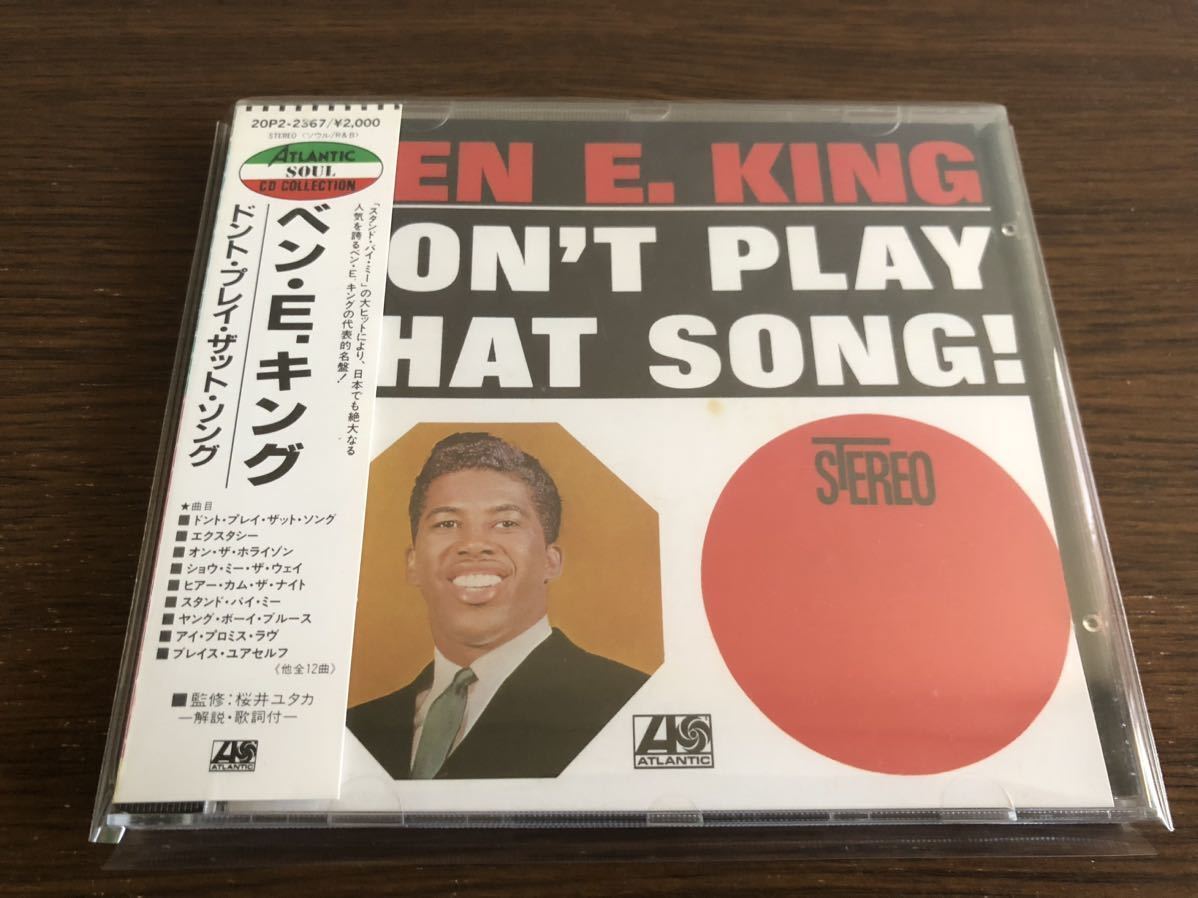 20P2-2367/¥2,000
STEREO〈ソウル/R&B〉
ATLANTIC
SOUL
CD COLLECTION
「スタンド・バイ・ミー」の大ヒットにより、日本でも絶大なる
人気を誇るベン・E.キングの代表的名盤!
ベン・E.キング
ドント・プレイ・ザット・ソング
★曲目
■ドント・プレイ・ザット・ソング
■エクスタシー
■オン・ザ・ホライゾン
■ショウ・ミー・ザ・ウェイ
■ヒアー・カム・ザ・ナイト
■スタンド・バイ・ミー
■ヤング・ボーイ・ブルース
■アイ・プロミス・ラヴ
■ブレイス・ユアセルフ
〈他全12曲〉
■監修:桜井ユタカ
—解説・歌詞付—
ATLANTIC
EN E. KING
ON'T PLAY
HAT SONG!
STEREO
ATLANTIC